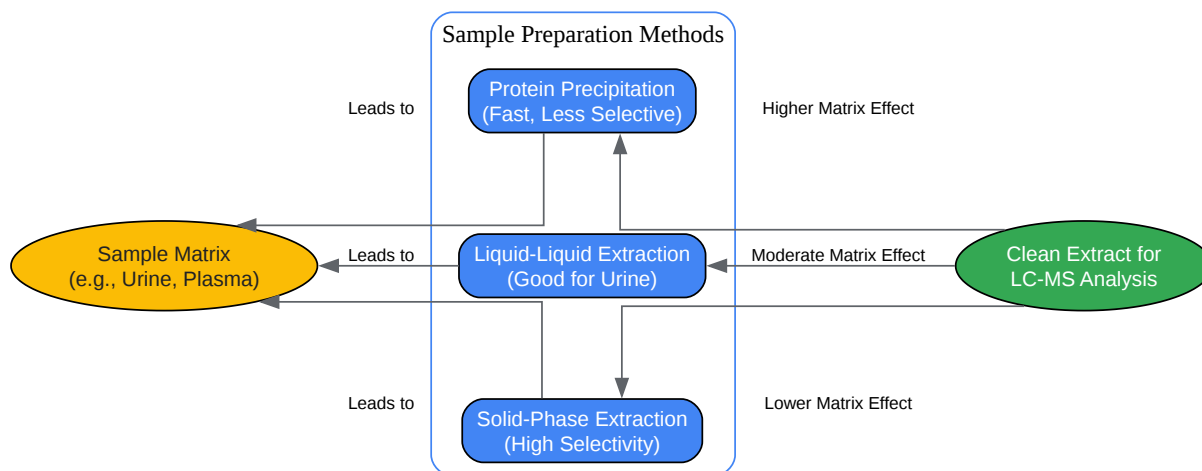 Sample Preparation Methods
Protein Precipitation
(Fast, Less Selective)
Leads to
Higher Matrix Effect
Sample Matrix
(e.g., Urine, Plasma)
Leads to
Liquid-Liquid Extraction
(Good for Urine)
Moderate Matrix Effect
Clean Extract for
LC-MS Analysis
Leads to
Solid-Phase Extraction
(High Selectivity)
Lower Matrix Effect